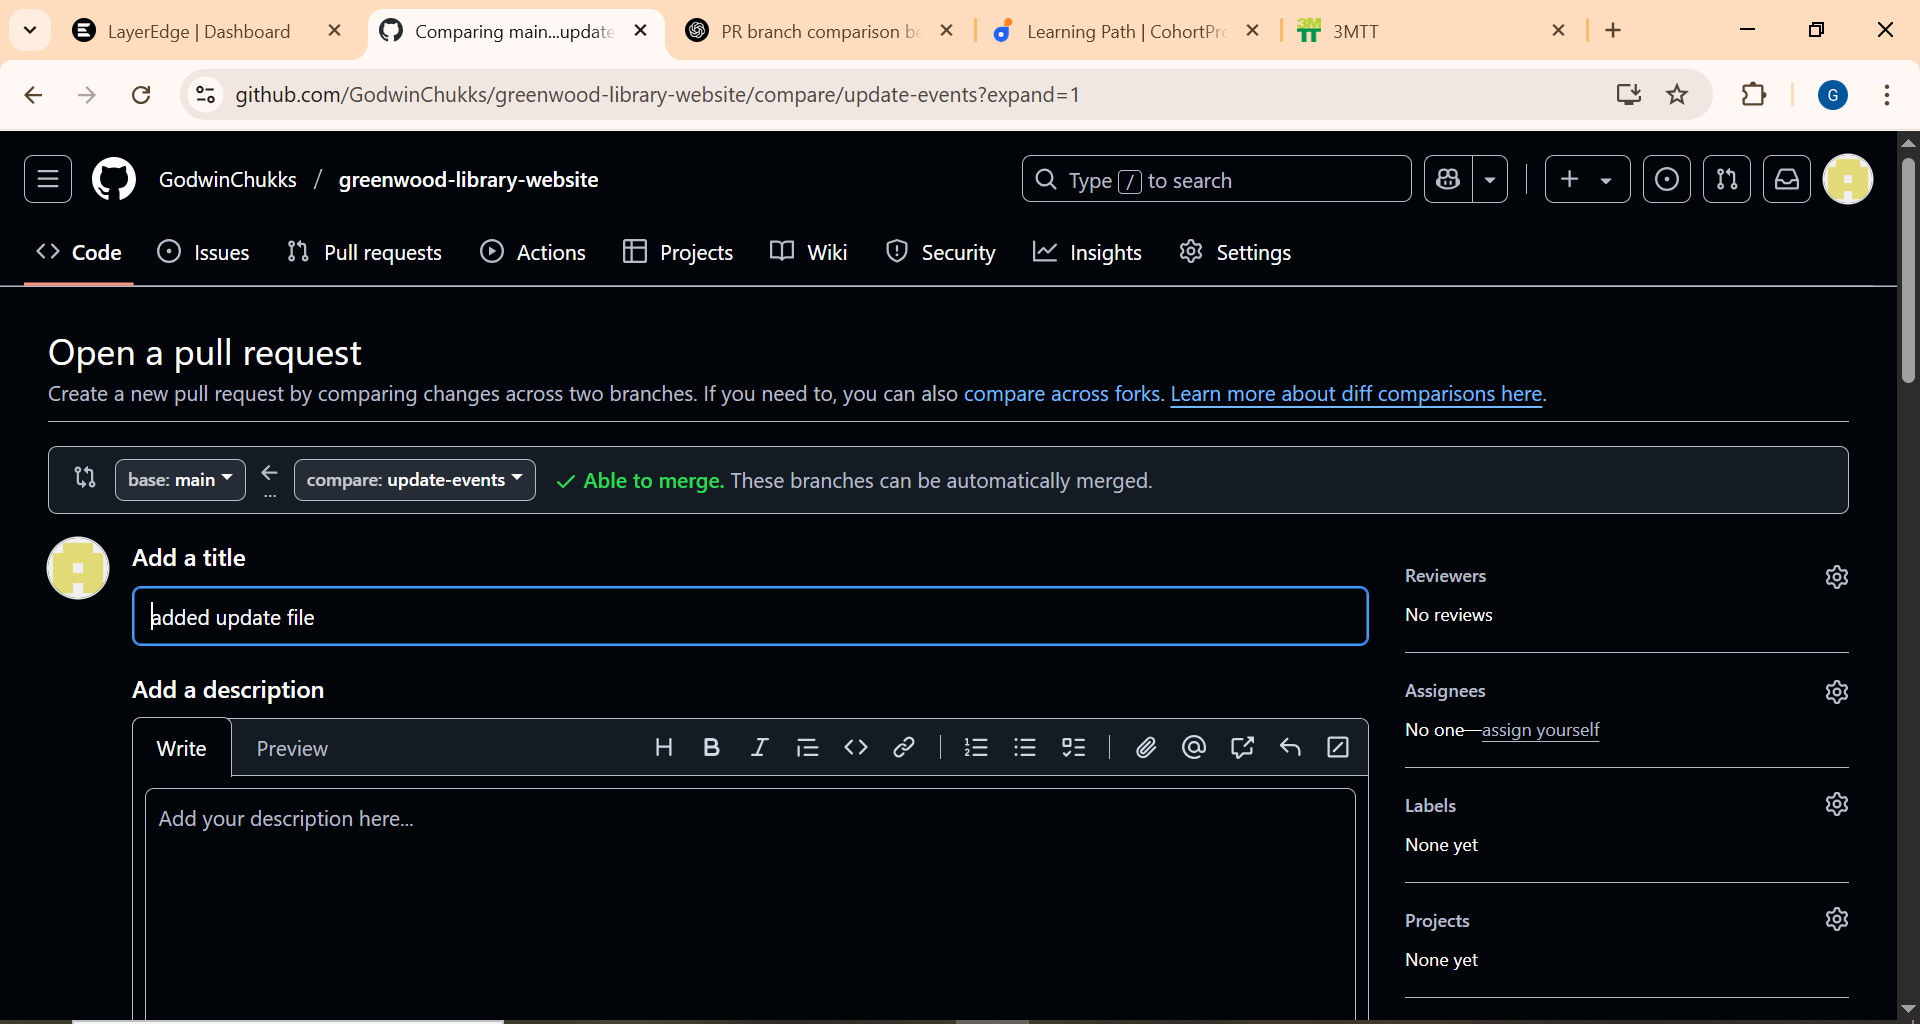 LayerEdge | Dashboard
Comparing main...update
PR branch comparison be
Learning Path | CohortPr
3MTT
github.com/GodwinChukks/greenwood-library-website/compare/update-events?expand=1
G
GodwinChukks / greenwood-library-website
Type / to search
Code
Issues
Pull requests
Actions
Projects
Wiki
Security
Insights
Settings
Open a pull request
Create a new pull request by comparing changes across two branches. If you need to, you can also compare across forks. Learn more about diff comparisons here.
base: main
...
compare: update-events
Able to merge. These branches can be automatically merged.
Add a title
added update file
Add a description
Write
Preview
Add your description here...
Reviewers
No reviews
Assignees
No one—assign yourself
Labels
None yet
Projects
None yet